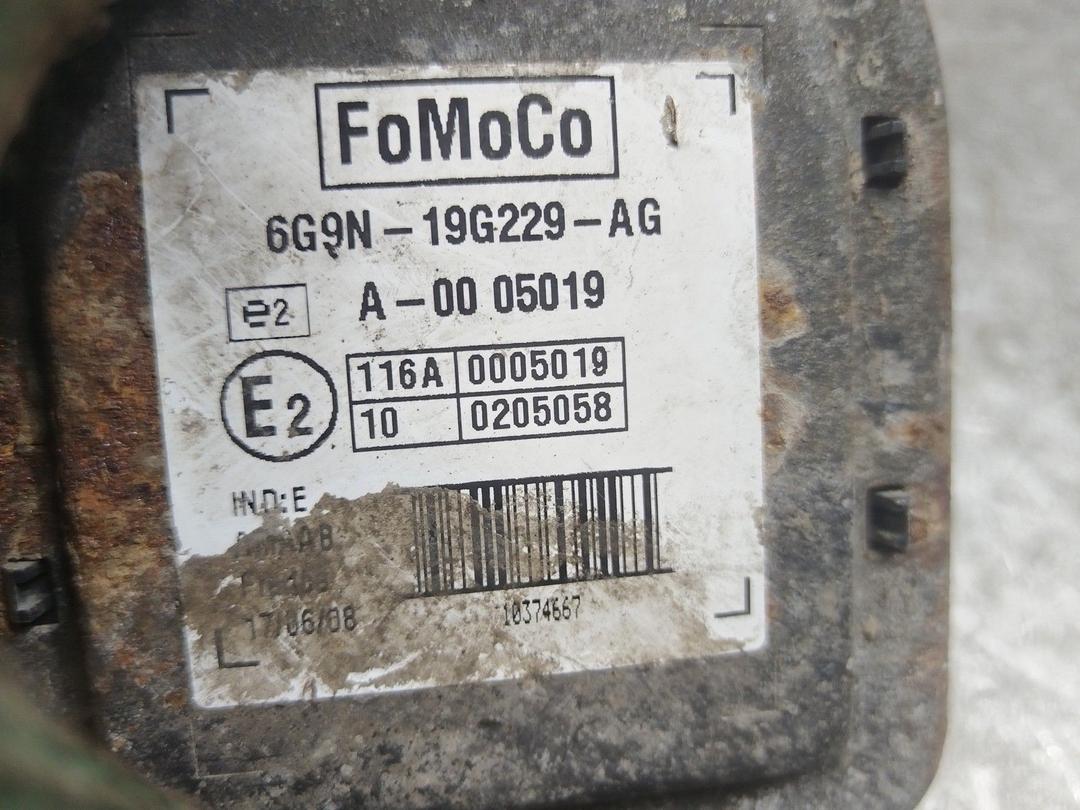 FoMoCo
6G9N-19G229-AG
e2 A-00 05019
E2 116A 0005019
10 0205058
IND:E
17/06/08
10374667